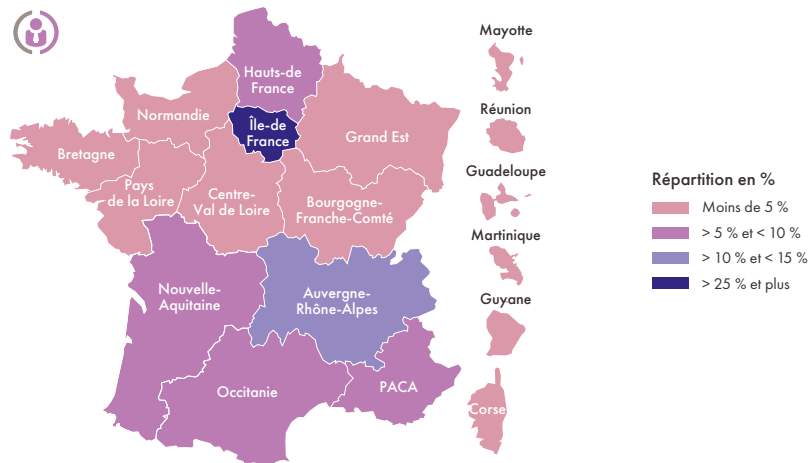 Mayotte
Hauts-de
France
Normandie
Réunion
Île-de
France
Grand Est
Bretagne
Guadeloupe
Pays
de la Loire
Centre-
Val de Loire
Bourgogne-
Franche-Comté
Martinique
Nouvelle-
Aquitaine
Auvergne-
Rhône-Alpes
Guyane
Occitanie
PACA
Corse
Répartition en %
Moins de 5 %
> 5 % et < 10 %
> 10 % et < 15 %
> 25 % et plus